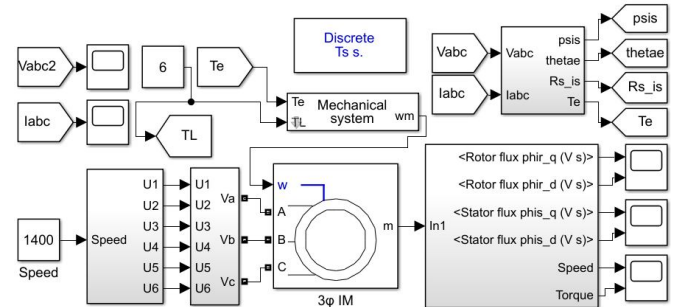 Vabc2
Iabc
6
Te
TL
Discrete
Ts s.
Te
TL
Mechanical
system
wm
Vabc
Iabc
Vabc
Iabc
psis
thetae
Rs_is
Te
psis
thetae
Rs_is
Te
1400
Speed
Speed
U1
U2
U3
U4
U5
U6
U1
U2
U3
U4
U5
U6
Va
Vb
Vc
w
A
B
C
m
3φ IM
In1
<Rotor flux phir_q (V s)>
<Rotor flux phir_d (V s)>
<Stator flux phis_q (V s)>
<Stator flux phis_d (V s)>
Speed
Torque